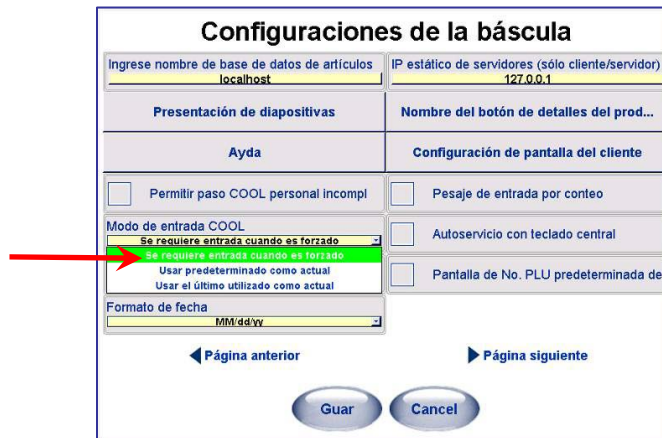 Configuraciones de la báscula
Ingrese nombre de base de datos de artículos
localhost
IP estático de servidores (sólo cliente/servidor)
127.0.0.1
Presentación de diapositivas
Nombre del botón de detalles del prod...
Ayda
Configuración de pantalla del cliente
Permitir paso COOL personal incompl
Pesaje de entrada por conteo
Modo de entrada COOL
Se requiere entrada cuando es forzado
Autoservicio con teclado central
Se requiere entrada cuando es forzado
Usar predeterminado como actual
Usar el último utilizado como actual
Pantalla de No. PLU predeterminada de
Formato de fecha
MM/dd/yy
Página anterior
Página siguiente
Guar
Cancel